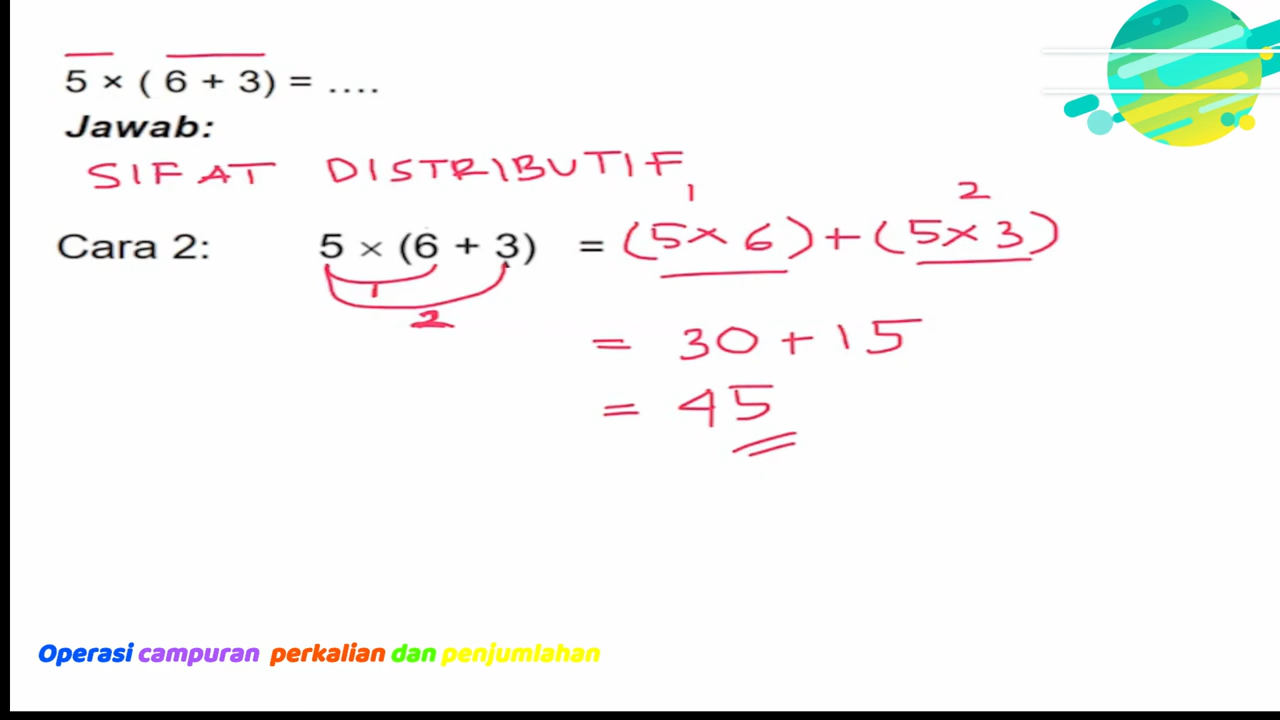 5 × ( 6 + 3) = ....
Jawab:
SIFAT DISTRIBUTIF
1 2
Cara 2: 5 × (6 + 3) = (5 × 6) + (5 × 3)
1
2
= 30 + 15
= 45
Operasi campuran perkalian dan penjumlahan